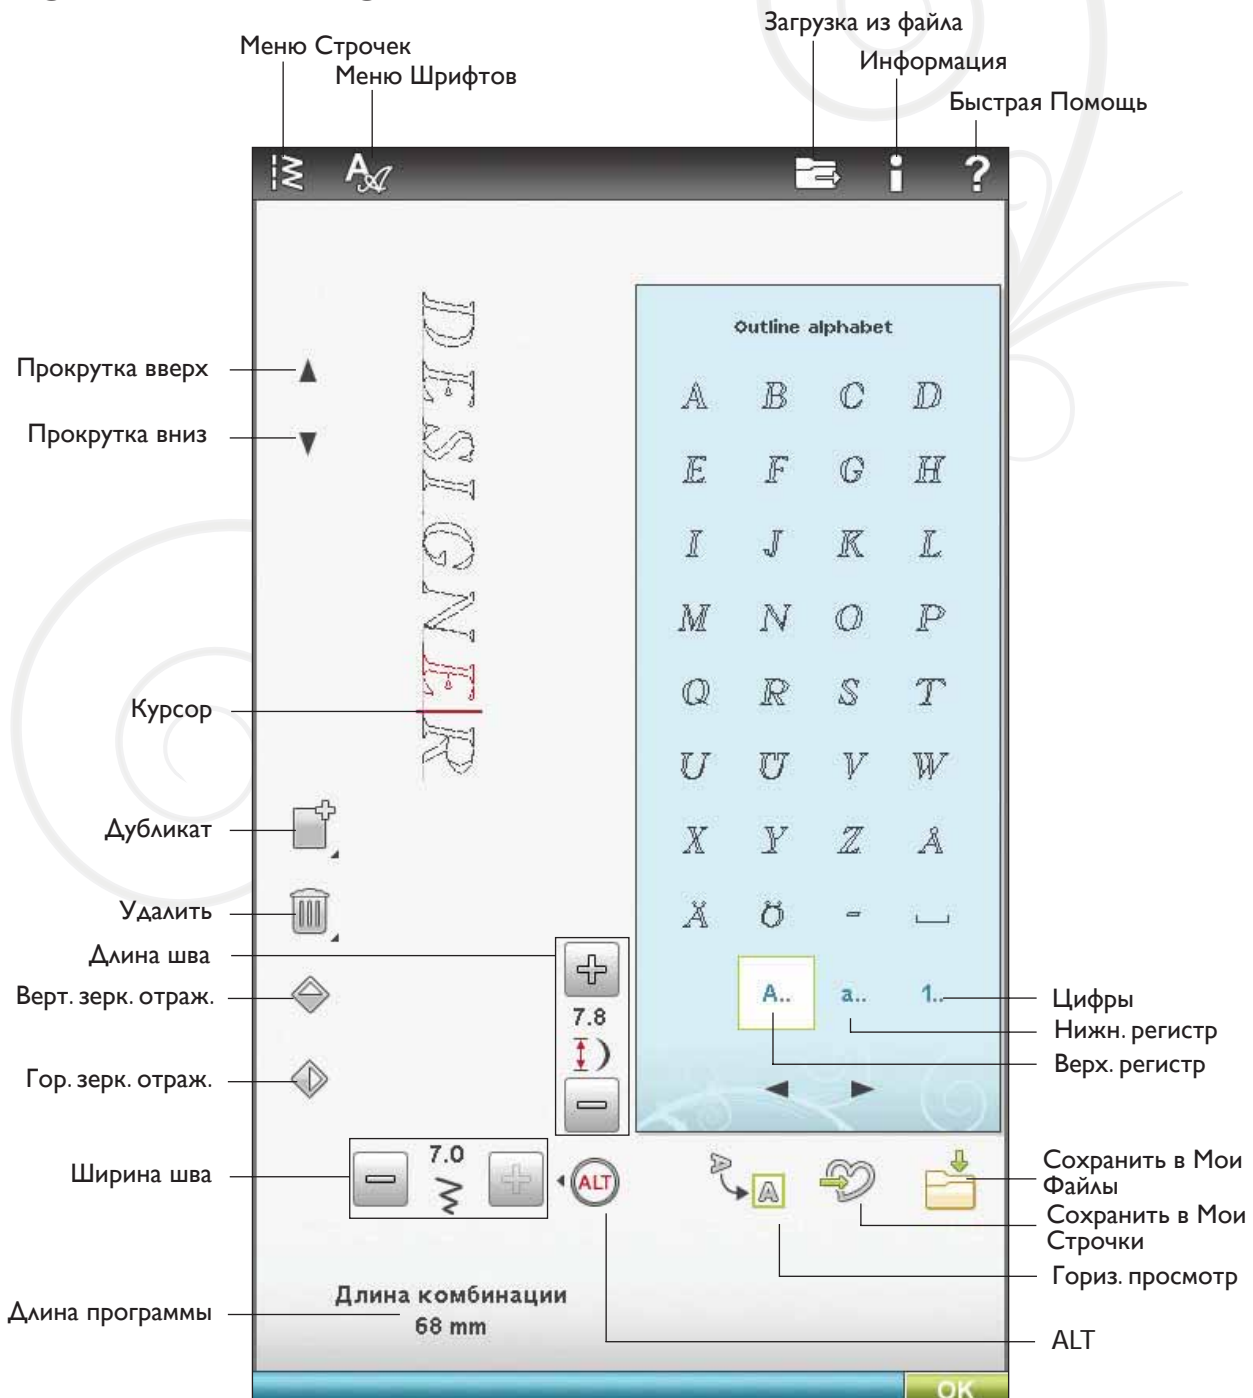 Загрузка из файла
Меню Строчек
Информация
Меню Шрифтов
Быстрая Помощь
DESIGNER
Outline alphabet
Прокрутка вверх
A B C D
Прокрутка вниз
E F G H
I J K L
M N O P
Курсор
Q R S T
U Ü V W
Дубликат
X Y Z Å
Удалить
Ä Ö -
Длина шва
Верт. зерк. отраж.
7.8
A.. a.. 1..
Цифры
Нижн. регистр
Верх. регистр
Гор. зерк. отраж.
Ширина шва
7.0
ALT
Сохранить в Мои
Файлы
Сохранить в Мои
Строчки
Гориз. просмотр
Длина программы
Длина комбинации
68 mm
ALT
OK